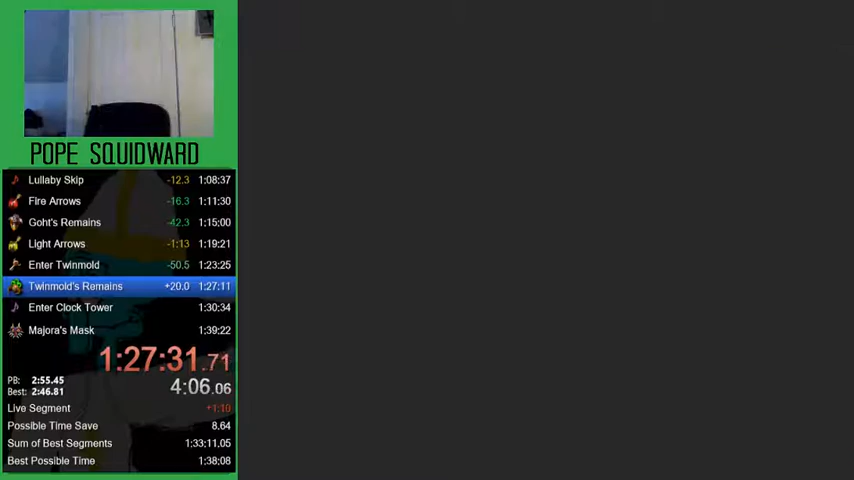 POPE SQUIDWARD
Lullaby Skip -12.3 1:08:37
Fire Arrows -16.3 1:11:30
Goht's Remains -42.3 1:15:00
Light Arrows -1:13 1:19:21
Enter Twinmold -50.5 1:23:25
Twinmold's Remains +20.0 1:27:11
Enter Clock Tower 1:30:34
Majora's Mask 1:39:22
1:27:31.71
PB: 2:55.45
Best: 2:46.81
4:06.06
Live Segment +1:10
Possible Time Save 8.64
Sum of Best Segments 1:33:11.05
Best Possible Time 1:38:08